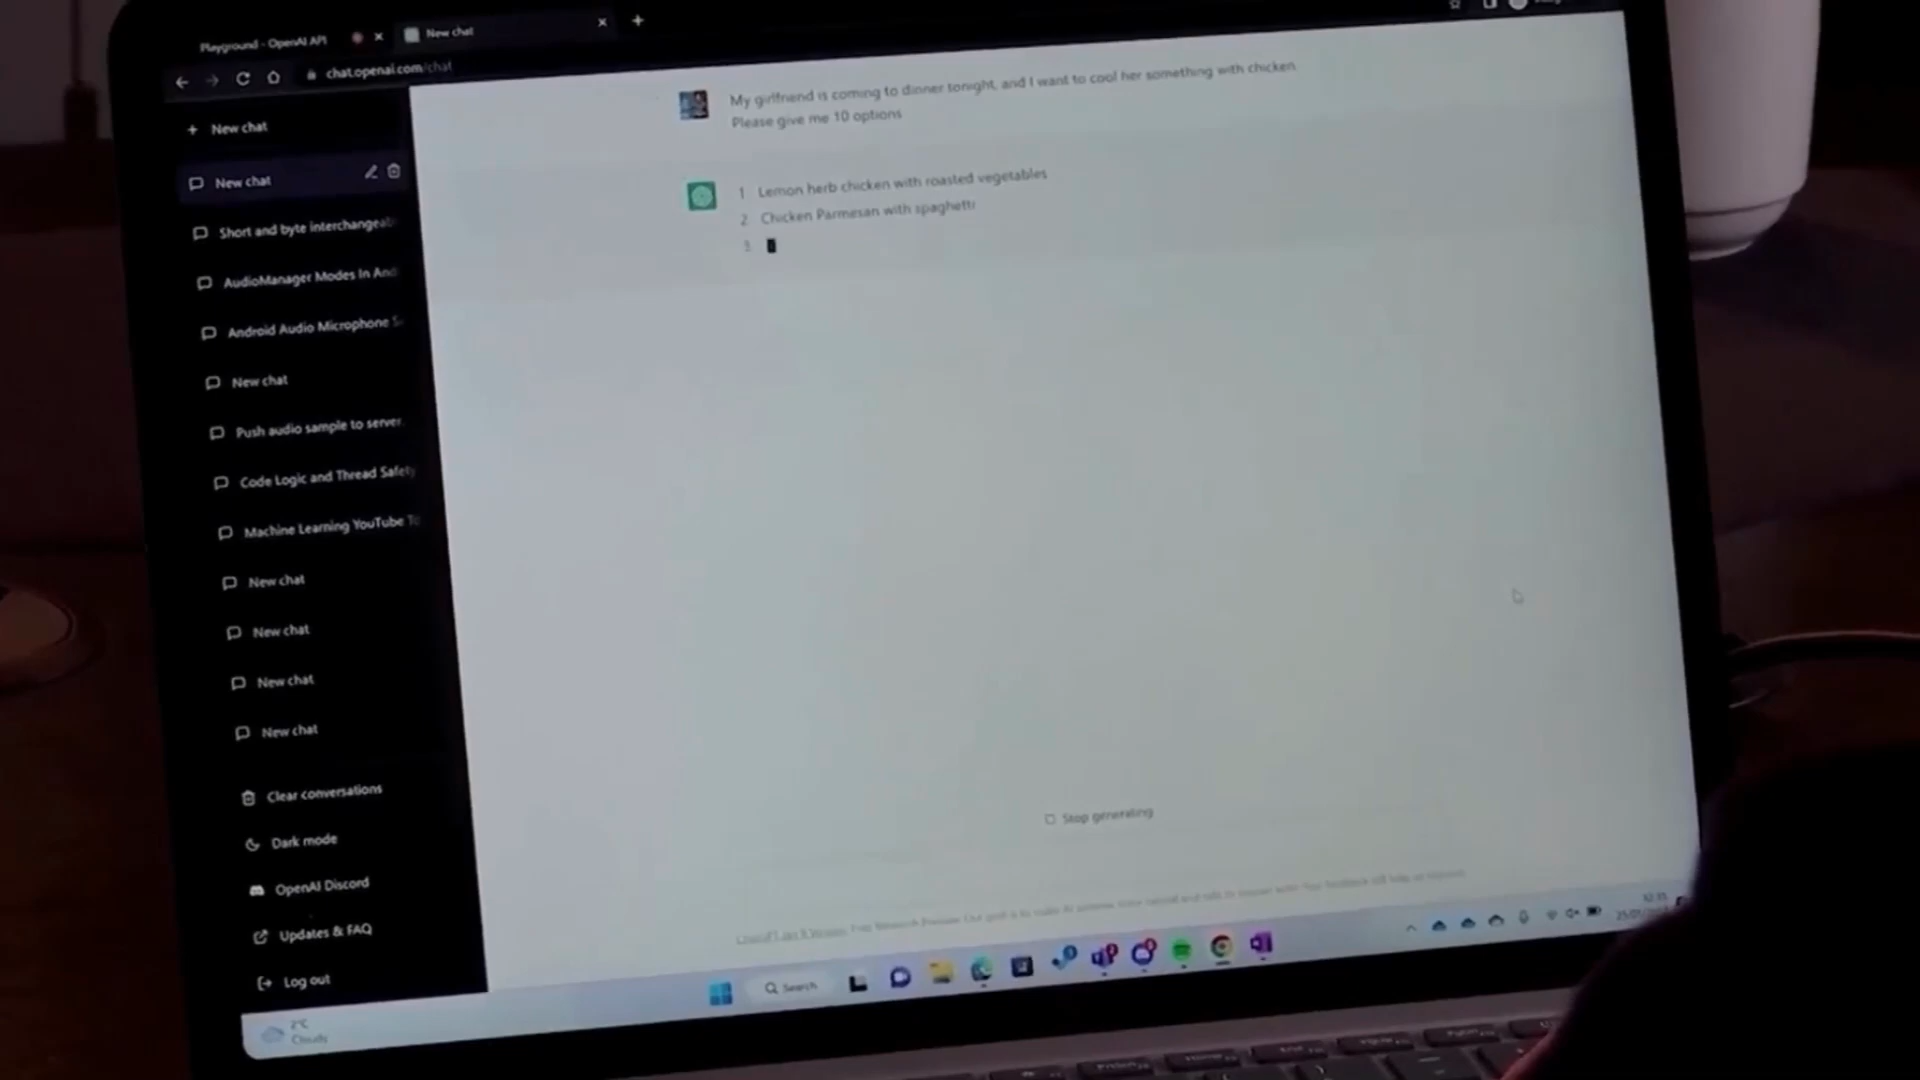 Playground - OpenAI API
New chat
chat.openai.com/chat
New chat
New chat
Short and byte interchangeab
AudioManager Modes In And
Android Audio Microphone S
New chat
Push audio sample to server.
Code Logic and Thread Safety
Machine Learning YouTube To
New chat
New chat
New chat
New chat
Clear conversations
Dark mode
OpenAI Discord
Updates & FAQ
Log out
My girlfriend is coming to dinner tonight, and I want to cool her something with chicken
Please give me 10 options
1 Lemon herb chicken with roasted vegetables
2 Chicken Parmesan with spaghetti
3
Stop generating
Search
2°C
Cloudy